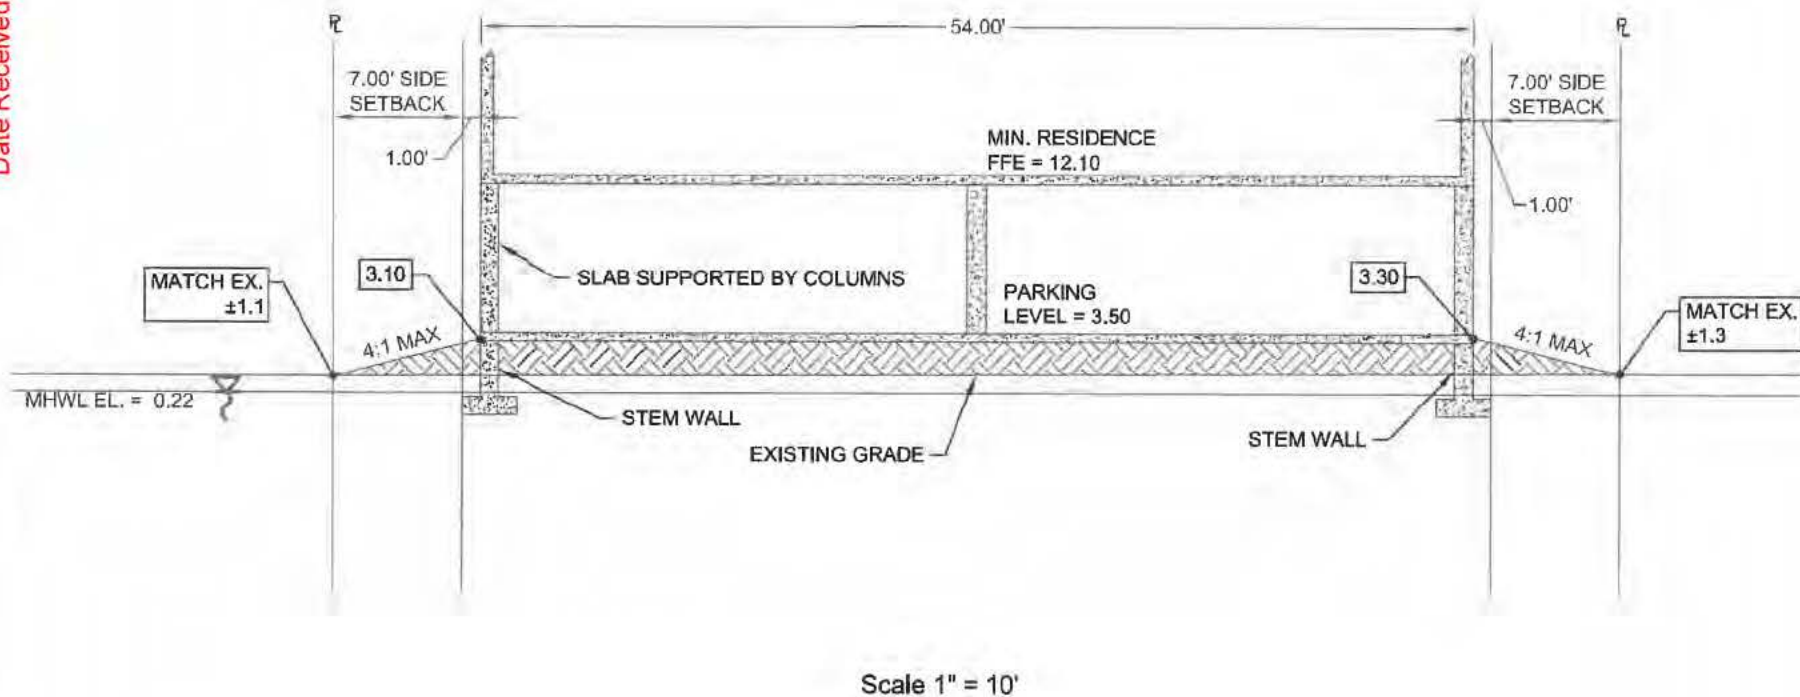 Date Received
℄
54.00'
℄
7.00' SIDE
SETBACK
1.00'
7.00' SIDE
SETBACK
1.00'
MIN. RESIDENCE
FFE = 12.10
MATCH EX.
±1.1
3.10
SLAB SUPPORTED BY COLUMNS
PARKING
LEVEL = 3.50
3.30
MATCH EX.
±1.3
4:1 MAX
4:1 MAX
MHWL EL. = 0.22
STEM WALL
EXISTING GRADE
STEM WALL
Scale 1" = 10'